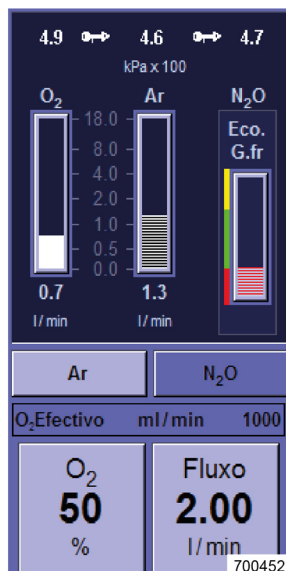 4.9 4.6 4.7
kPa x 100
O₂ Ar N₂O
18.0
8.0
4.0
2.0
1.0
0.5
0.0
Eco.
G.fr
0.7 1.3
l/min l/min
Ar N₂O
O₂Efectivo ml/min 1000
O₂
50
%
Fluxo
2.00
l/min
700452